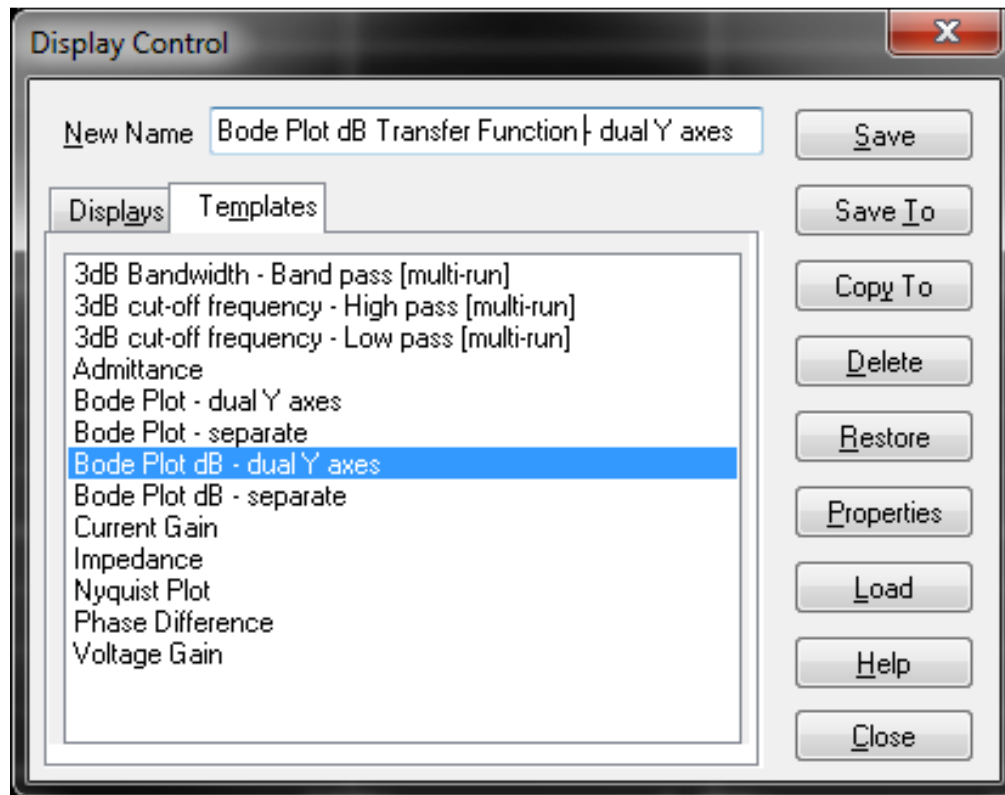 Display Control
New Name Bode Plot dB Transfer Function - dual Y axes
Save
Displays Templates
Save To
3dB Bandwidth - Band pass [multi-run]
3dB cut-off frequency - High pass [multi-run]
3dB cut-off frequency - Low pass [multi-run]
Admittance
Bode Plot - dual Y axes
Bode Plot - separate
Bode Plot dB - dual Y axes
Bode Plot dB - separate
Current Gain
Impedance
Nyquist Plot
Phase Difference
Voltage Gain
Copy To
Delete
Restore
Properties
Load
Help
Close